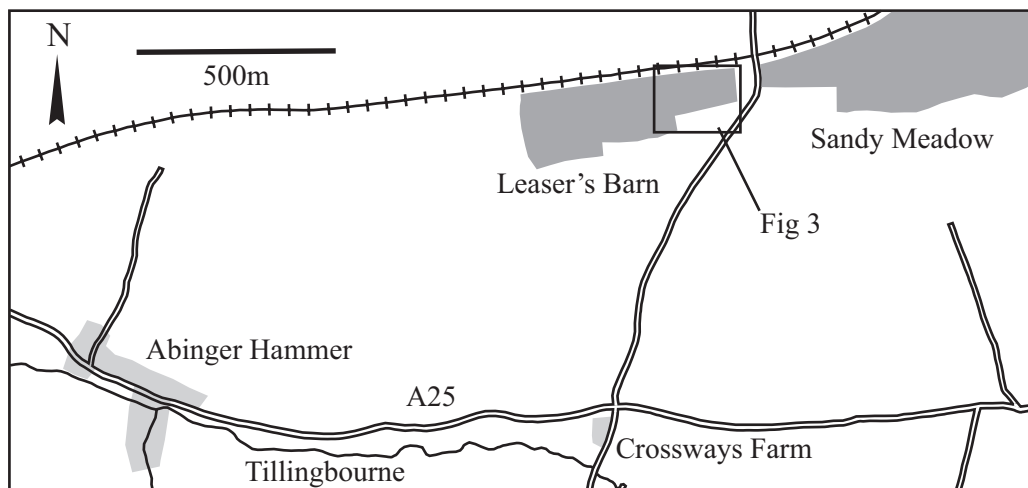 N
500m
Sandy Meadow
Leaser's Barn
Fig 3
Abinger Hammer
A25
Crossways Farm
Tillingbourne